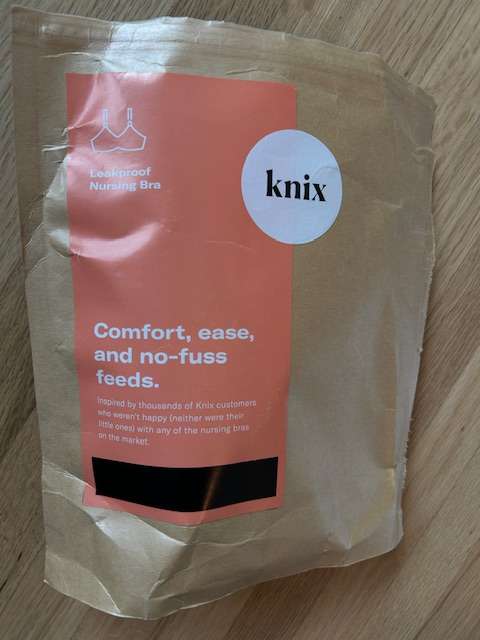 Leakproof
Nursing Bra
knix
Comfort, ease,
and no-fuss
feeds.
Inspired by thousands of Knix customers
who weren't happy (neither were their
little ones) with any of the nursing bras
on the market.